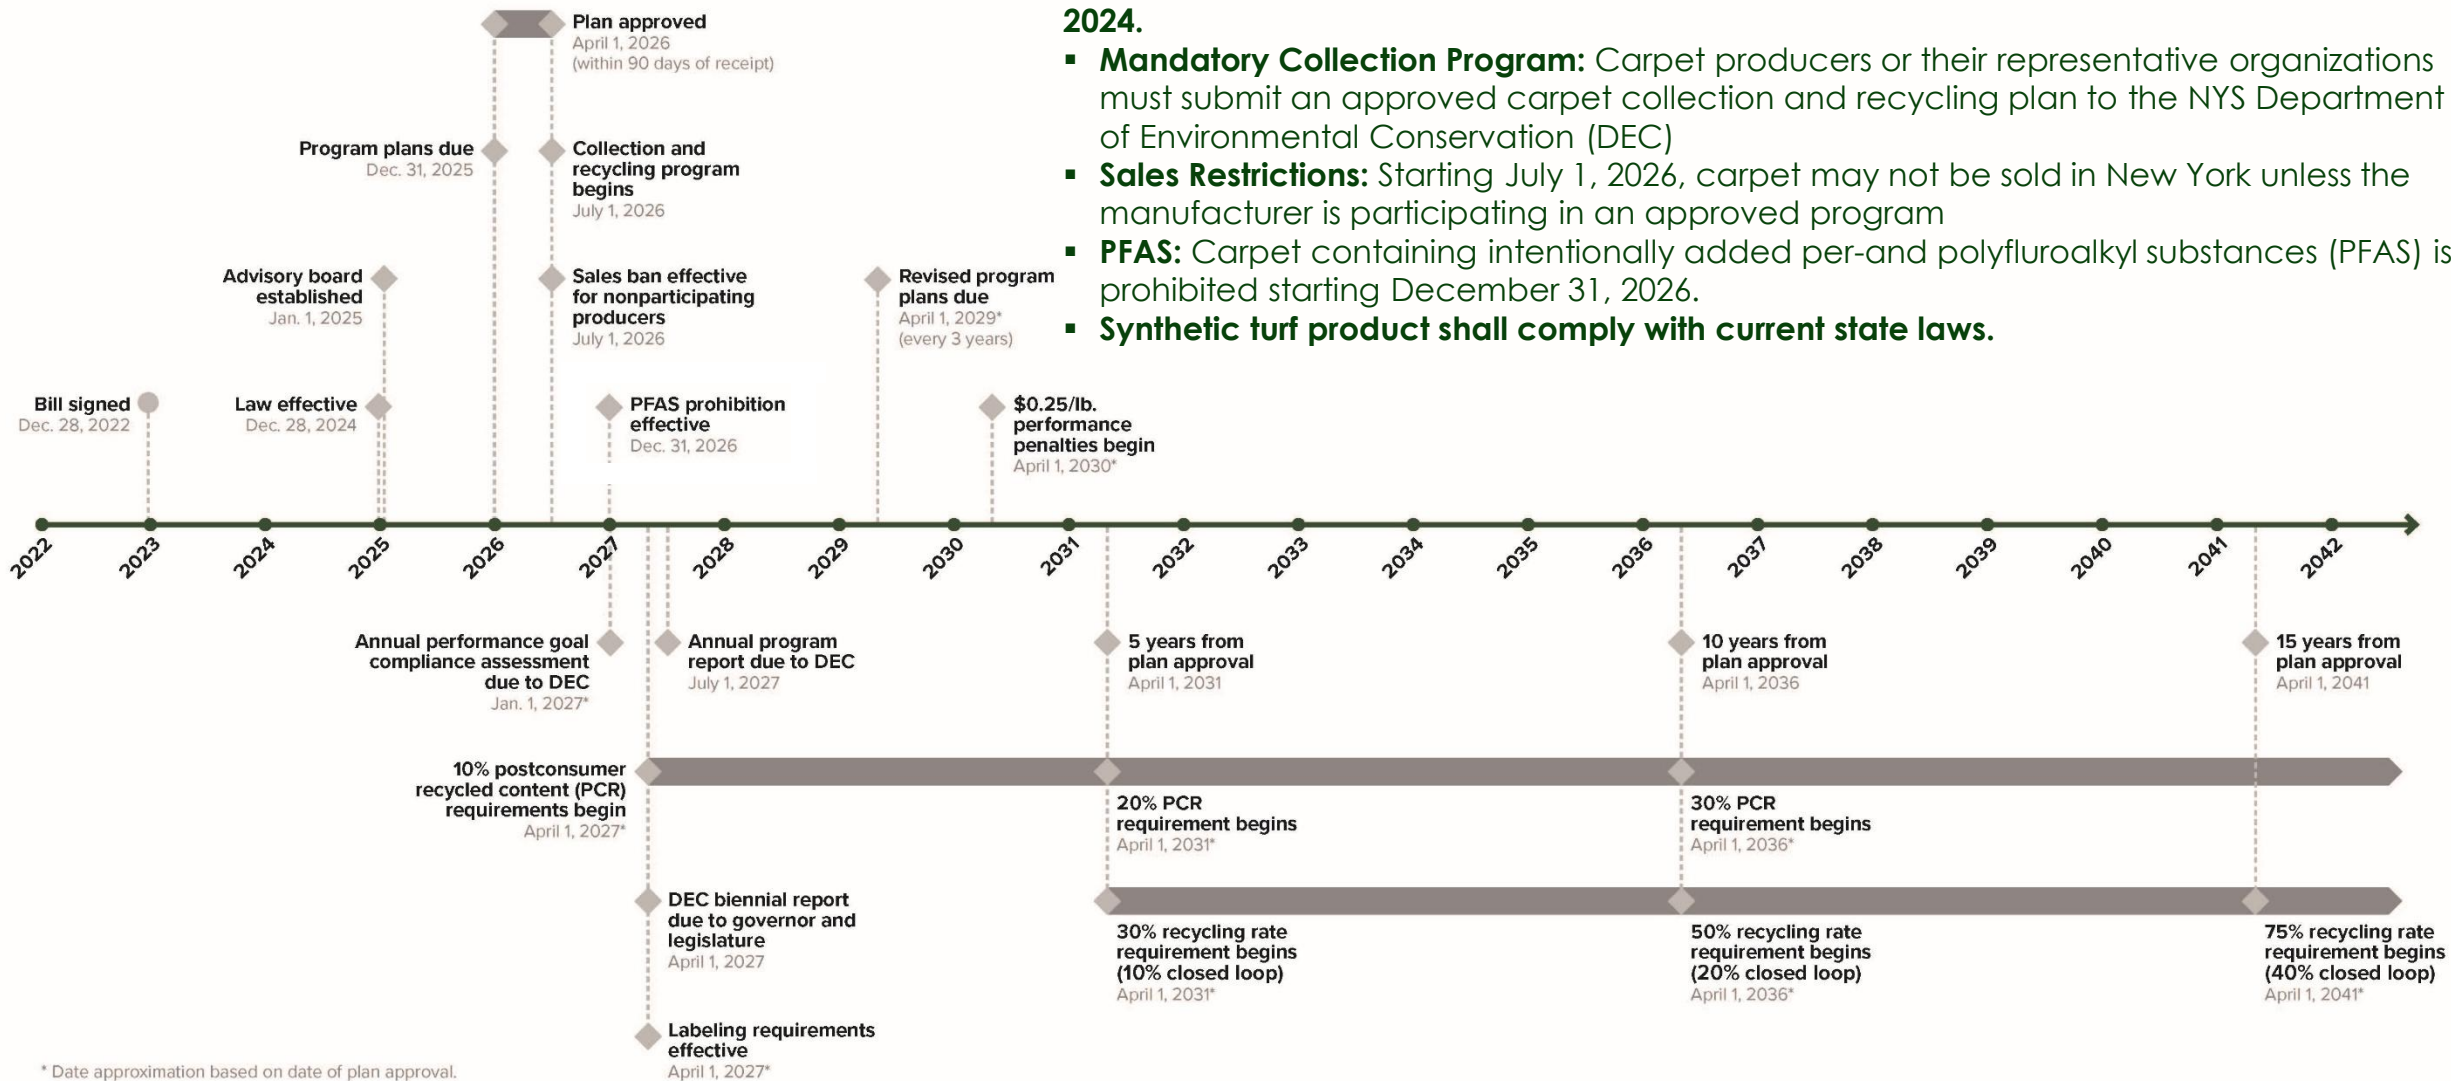 2024.
▪ Mandatory Collection Program: Carpet producers or their representative organizations
must submit an approved carpet collection and recycling plan to the NYS Department
of Environmental Conservation (DEC)
▪ Sales Restrictions: Starting July 1, 2026, carpet may not be sold in New York unless the
manufacturer is participating in an approved program
▪ PFAS: Carpet containing intentionally added per-and polyfluroalkyl substances (PFAS) is
prohibited starting December 31, 2026.
▪ Synthetic turf product shall comply with current state laws.
Plan approved
April 1, 2026
(within 90 days of receipt)
Program plans due
Dec. 31, 2025
Collection and
recycling program
begins
July 1, 2026
Advisory board
established
Jan. 1, 2025
Sales ban effective
for nonparticipating
producers
July 1, 2026
Revised program
plans due
April 1, 2029*
(every 3 years)
Bill signed
Dec. 28, 2022
Law effective
Dec. 28, 2024
PFAS prohibition
effective
Dec. 31, 2026
$0.25/lb.
performance
penalties begin
April 1, 2030*
2022
2023
2024
2025
2026
2027
2028
2029
2030
2031
2032
2033
2034
2035
2036
2037
2038
2039
2040
2041
2042
Annual performance goal
compliance assessment
due to DEC
Jan. 1, 2027*
Annual program
report due to DEC
July 1, 2027
5 years from
plan approval
April 1, 2031
10 years from
plan approval
April 1, 2036
15 years from
plan approval
April 1, 2041
10% postconsumer
recycled content (PCR)
requirements begin
April 1, 2027*
20% PCR
requirement begins
April 1, 2031*
30% PCR
requirement begins
April 1, 2036*
DEC biennial report
due to governor and
legislature
April 1, 2027
30% recycling rate
requirement begins
(10% closed loop)
April 1, 2031*
50% recycling rate
requirement begins
(20% closed loop)
April 1, 2036*
75% recycling rate
requirement begins
(40% closed loop)
April 1, 2041*
Labeling requirements
effective
April 1, 2027*
* Date approximation based on date of plan approval.